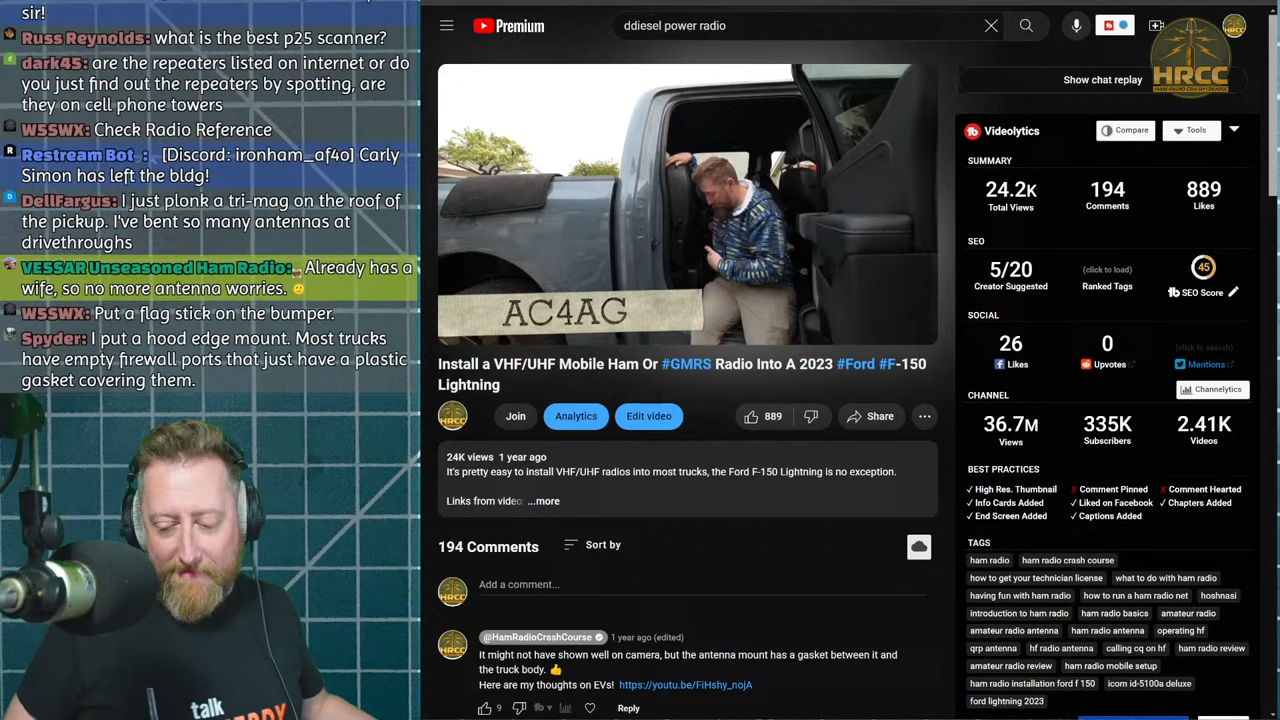 sir!
Russ Reynolds: what is the best p25 scanner?
dark45: are the repeaters listed on internet or do
you just find out the repeaters by spotting, are
they on cell phone towers
W5SWX: Check Radio Reference
Restream Bot : [Discord: ironham_af4o] Carly
Simon has left the bldg!
DellFargus: I just plonk a tri-mag on the roof of
the pickup. I've bent so many antennas at
drivethroughs
VE5SAR Unseasoned Ham Radio: Already has a
wife, so no more antenna worries.
W5SWX: Put a flag stick on the bumper.
Spyder: I put a hood edge mount. Most trucks
have empty firewall ports that just have a plastic
gasket covering them.
talk
Premium
ddiesel power radio
HRCC
HAM RADIO CRASH COURSE
Show chat replay
AC4AG
Install a VHF/UHF Mobile Ham Or #GMRS Radio Into A 2023 #Ford #F-150
Lightning
Join
Analytics
Edit video
889
Share
24K views 1 year ago
It's pretty easy to install VHF/UHF radios into most trucks, the Ford F-150 Lightning is no exception.
Links from video: ...more
194 Comments
Sort by
Add a comment...
@HamRadioCrashCourse 1 year ago (edited)
It might not have shown well on camera, but the antenna mount has a gasket between it and
the truck body. 👍
Here are my thoughts on EVs! https://youtu.be/FiHshy_nojA
9
Reply
Videolytics
Compare
Tools
SUMMARY
24.2K 194 889
Total Views Comments Likes
SEO
5/20 (click to load) 45
Creator Suggested Ranked Tags tb SEO Score
SOCIAL
26 0 (click to search)
Likes Upvotes Mentions
Channelytics
CHANNEL
36.7M 335K 2.41K
Views Subscribers Videos
BEST PRACTICES
✓ High Res. Thumbnail ✗ Comment Pinned ✗ Comment Hearted
✓ Info Cards Added ✓ Liked on Facebook ✓ Chapters Added
✓ End Screen Added ✓ Captions Added
TAGS
ham radio ham radio crash course
how to get your technician license what to do with ham radio
having fun with ham radio how to run a ham radio net hoshnasi
introduction to ham radio ham radio basics amateur radio
amateur radio antenna ham radio antenna operating hf
qrp antenna hf radio antenna calling cq on hf ham radio review
amateur radio review ham radio mobile setup
ham radio installation ford f 150 icom id-5100a deluxe
ford lightning 2023